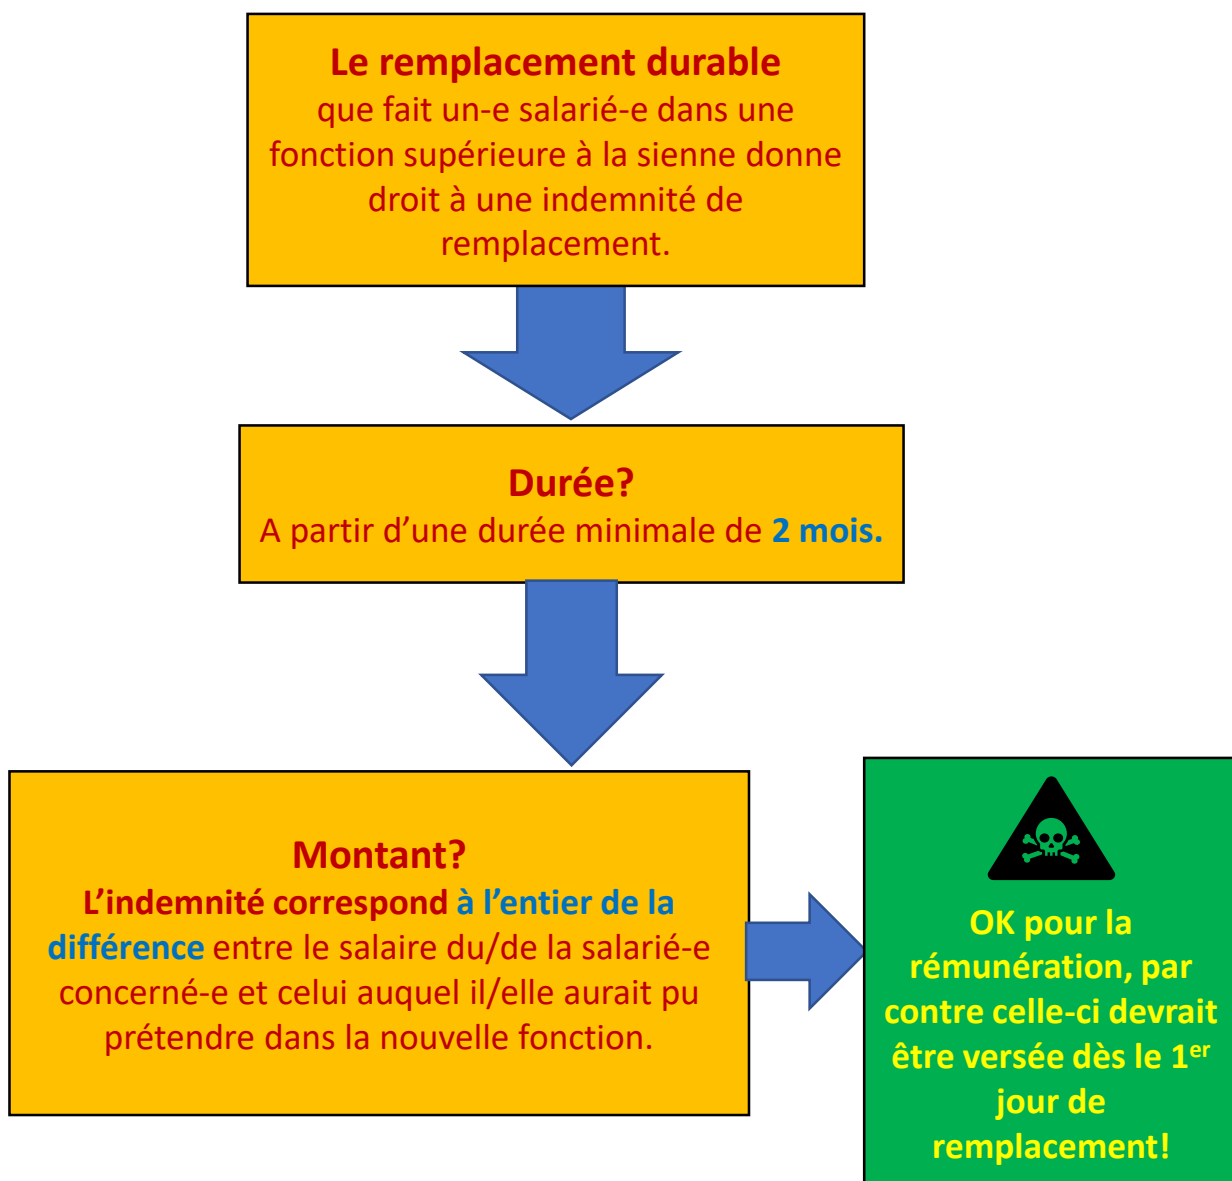 Le remplacement durable
que fait un-e salarié-e dans une
fonction supérieure à la sienne donne
droit à une indemnité de
remplacement.
Durée?
A partir d’une durée minimale de 2 mois.
Montant?
L’indemnité correspond à l’entier de la
différence entre le salaire du/de la salarié-e
concerné-e et celui auquel il/elle aurait pu
prétendre dans la nouvelle fonction.
OK pour la
rémunération, par
contre celle-ci devrait
être versée dès le 1er
jour de
remplacement!